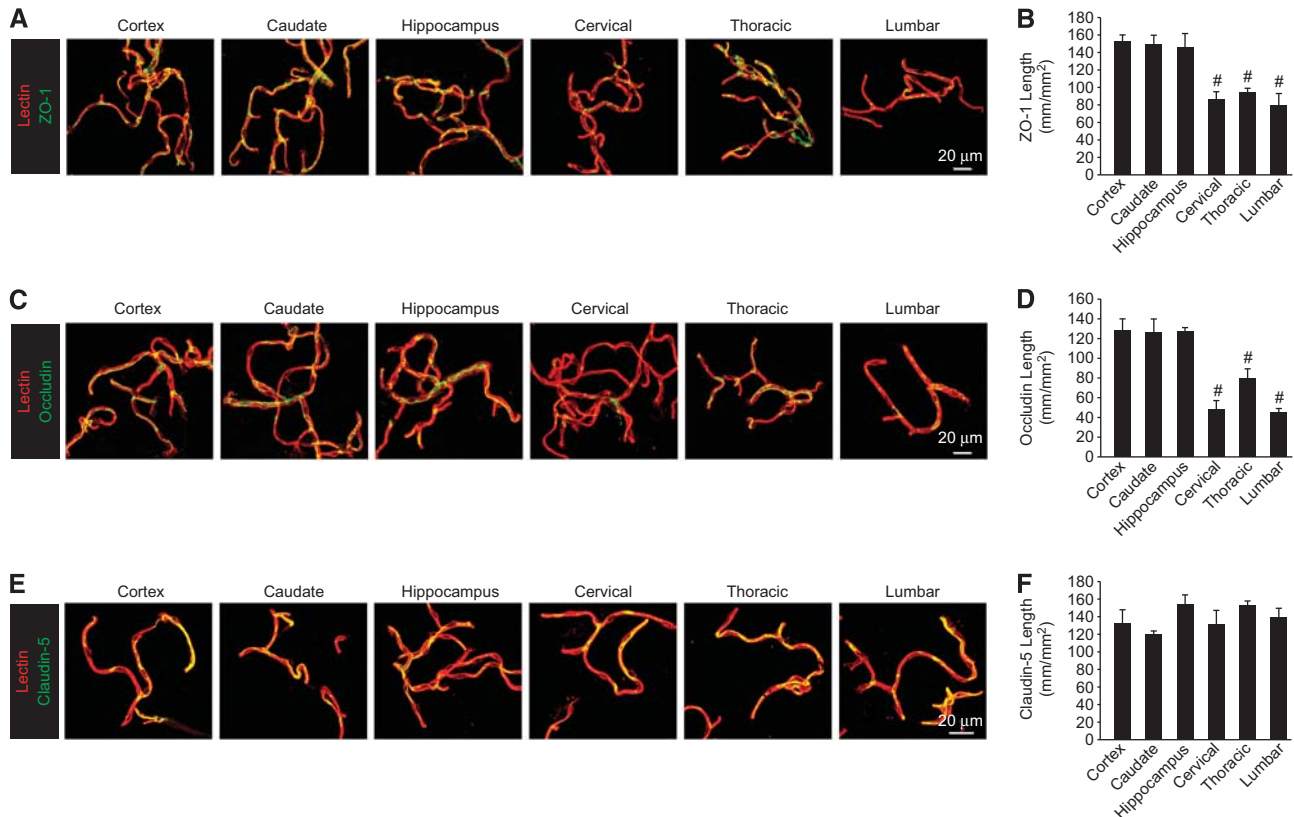 A
Cortex Caudate Hippocampus Cervical Thoracic Lumbar
Lectin
ZO-1
20 μm
B
ZO-1 Length
(mm/mm²)
180
160
140
120
100
80
60
40
20
0
# # #
Cortex Caudate Hippocampus Cervical Thoracic Lumbar
C
Cortex Caudate Hippocampus Cervical Thoracic Lumbar
Lectin
Occludin
20 μm
D
Occludin Length
(mm/mm²)
160
140
120
100
80
60
40
20
0
# # #
Cortex Caudate Hippocampus Cervical Thoracic Lumbar
E
Cortex Caudate Hippocampus Cervical Thoracic Lumbar
Lectin
Claudin-5
20 μm
F
Claudin-5 Length
(mm/mm²)
180
160
140
120
100
80
60
40
20
0
Cortex Caudate Hippocampus Cervical Thoracic Lumbar